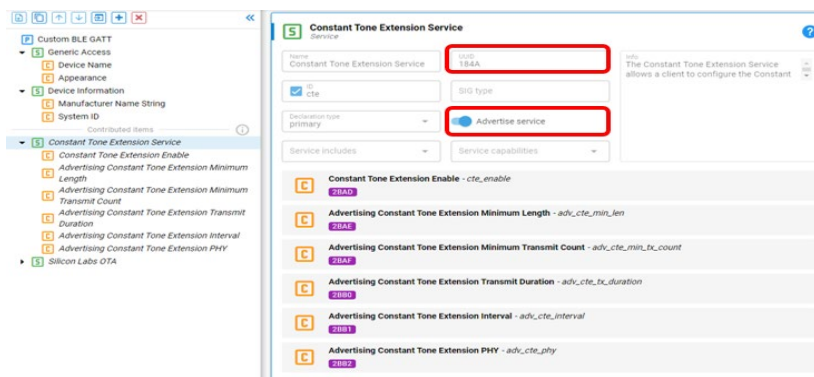 Custom BLE GATT
Generic Access
Device Name
Appearance
Device Information
Manufacturer Name String
System ID
Contributed items
Constant Tone Extension Service
Constant Tone Extension Enable
Advertising Constant Tone Extension Minimum
Length
Advertising Constant Tone Extension Minimum
Transmit Count
Advertising Constant Tone Extension Transmit
Duration
Advertising Constant Tone Extension Interval
Advertising Constant Tone Extension PHY
Silicon Labs OTA
S
Constant Tone Extension Service
Service
Name
Constant Tone Extension Service
UUID
184A
Info
The Constant Tone Extension Service
allows a client to configure the Constant
ID
cte
SIG type
Declaration type
primary
Advertise service
Service includes
Service capabilities
C
Constant Tone Extension Enable - cte_enable
2BAD
C
Advertising Constant Tone Extension Minimum Length - adv_cte_min_len
2BAE
C
Advertising Constant Tone Extension Minimum Transmit Count - adv_cte_min_tx_count
2BAF
C
Advertising Constant Tone Extension Transmit Duration - adv_cte_tx_duration
2BB0
C
Advertising Constant Tone Extension Interval - adv_cte_interval
2BB1
C
Advertising Constant Tone Extension PHY - adv_cte_phy
2BB2